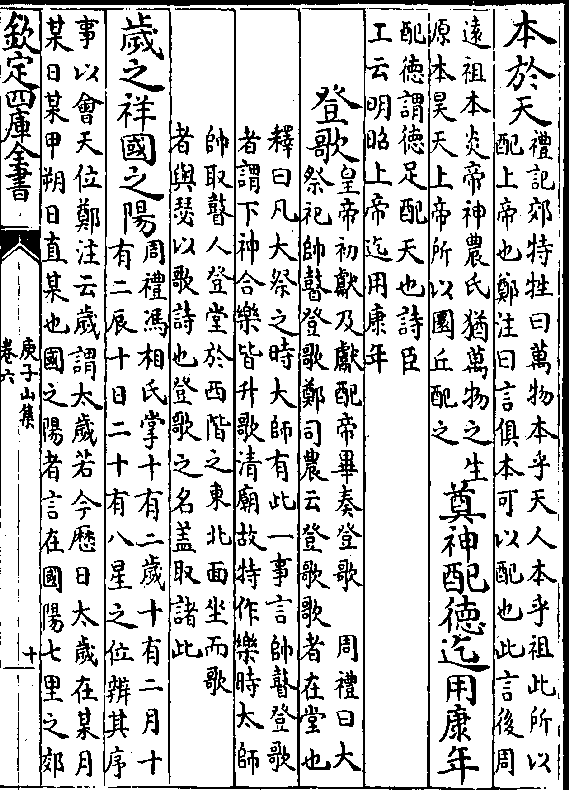 本於天禮記郊特牲曰萬物本乎天人本乎祖此所以
配上帝也鄭注曰言俱本可以配也此言後周
遠祖本炎帝神農氏猶萬物之生
源本昊天上帝所以圜丘配之
奠神配德迄用康年
配德謂德足配天也詩臣
工云明昭上帝迄用康年
登歌皇帝初獻及獻配帝畢奏登歌　周禮曰大
祭祀帥瞽登歌鄭司農云登歌歌者在堂也
釋曰凡大祭之時大師有此一事言帥瞽登歌
者謂下神合樂皆升歌清廟故特作樂時太師
帥取瞽人登堂於西階之東北面坐而歌
者與瑟以歌詩也登歌之名盖取諸此
歲之祥國之陽周禮馮相氏掌十有二歲十有二月十
有二辰十日二十有八星之位辨其序
事以會天位鄭注云歲謂太歲若今歷日太歲在某月
某日某甲朔日直某也國之陽者言在國陽七里之郊
欽定四庫全書
庚子山集
卷六
十